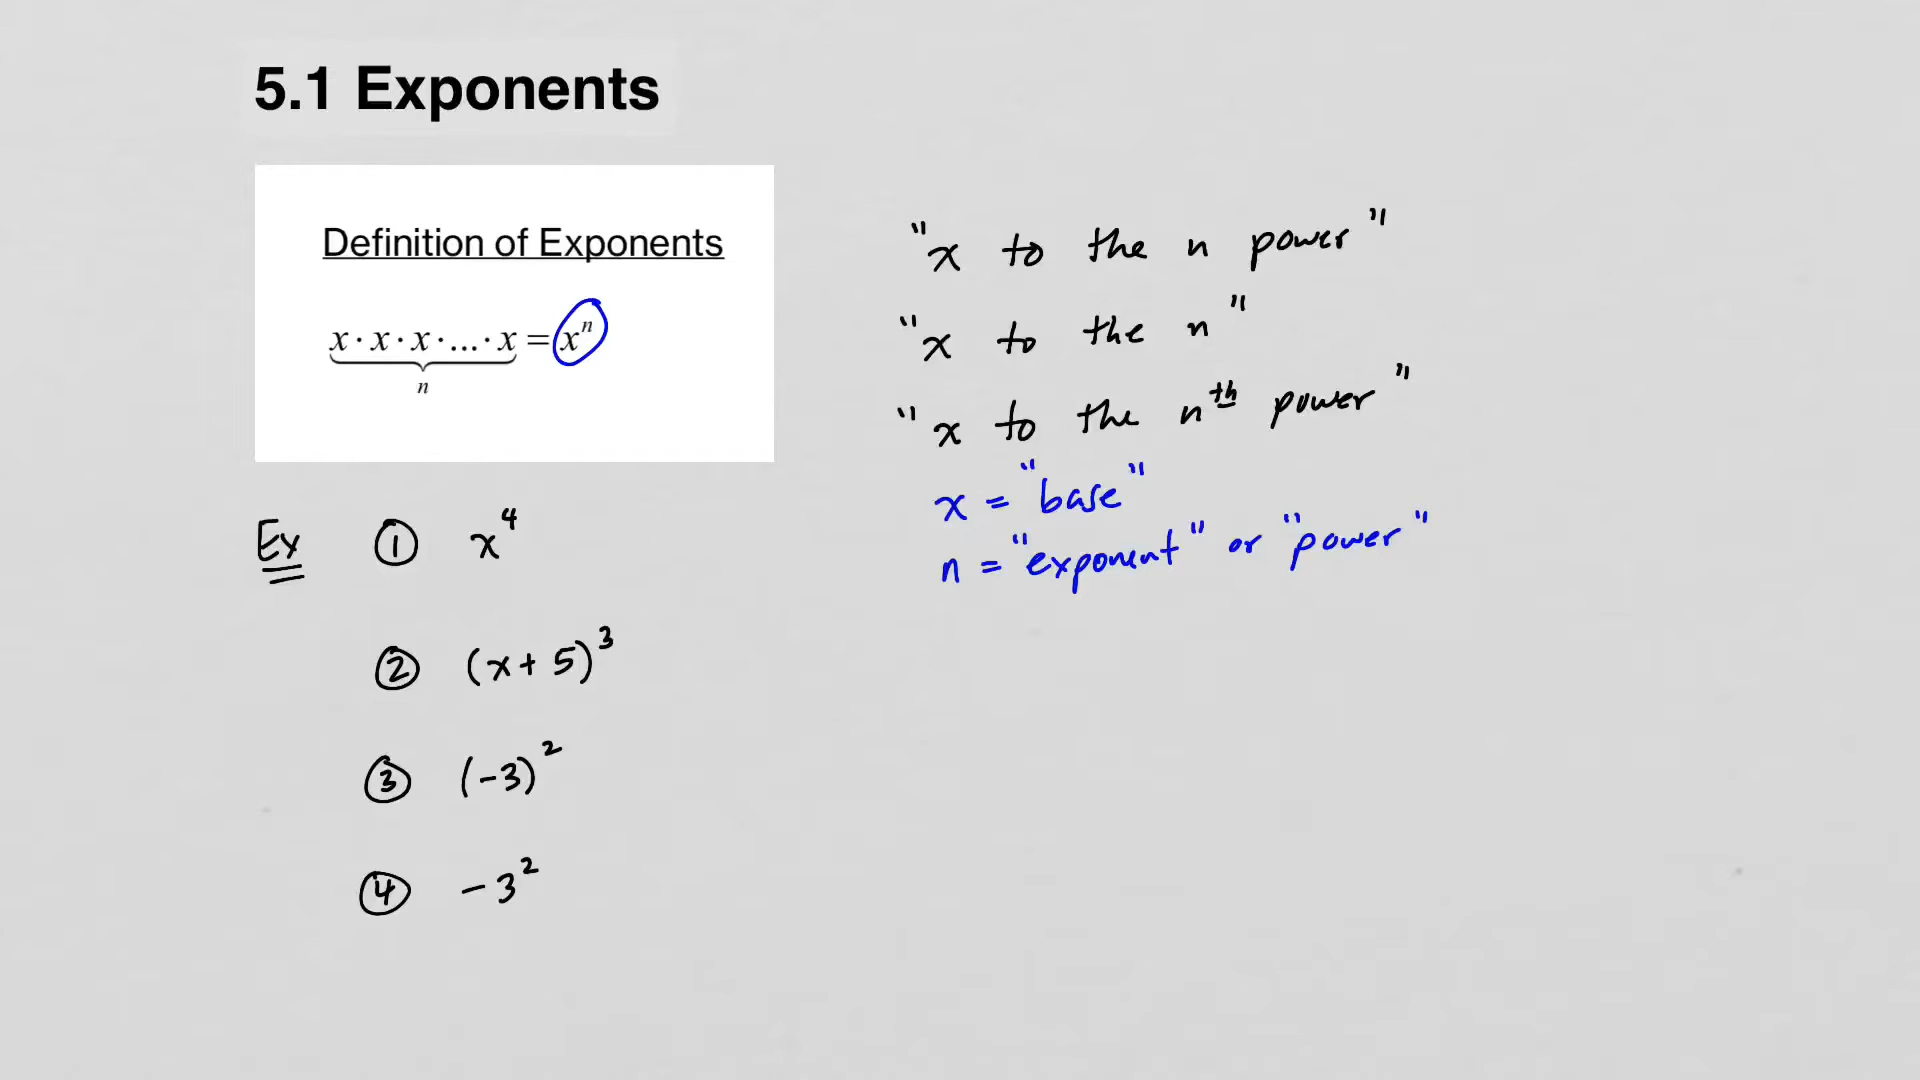 5.1 Exponents
Definition of Exponents
x · x · x · ... · x = xⁿ
n
"x to the n power"
"x to the n"
"x to the nth power"
x = "base"
n = "exponent" or "power"
Ex ① x⁴
② (x + 5)³
③ (-3)²
④ -3²